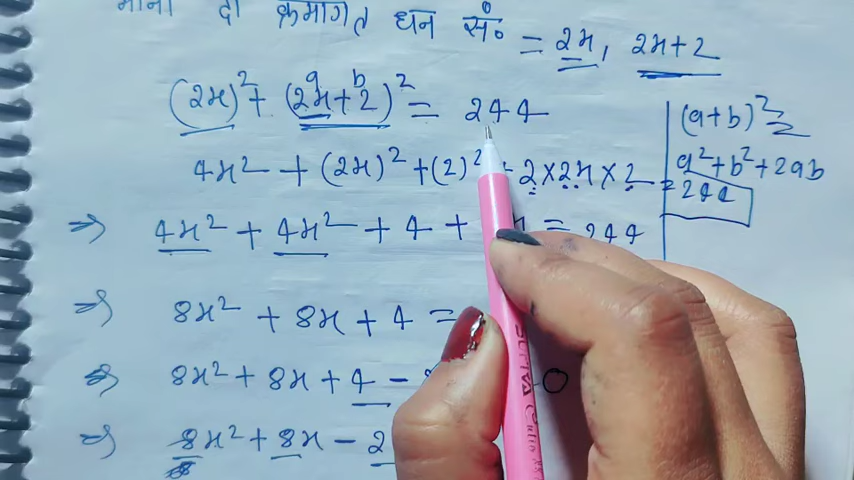 माना दो क्रमागत धन सं० = 2x, 2x+2
a b
(2x)² + (2x+2)² = 244
(a+b)²
4x² + (2x)² + (2)² + 2×2x×2 = 244
a²+b²+2ab
⇒ 4x² + 4x² + 4 + = 244
⇒ 8x² + 8x + 4 =
⇒ 8x² + 8x + 4 - 0
⇒ 8x² + 8x - 2